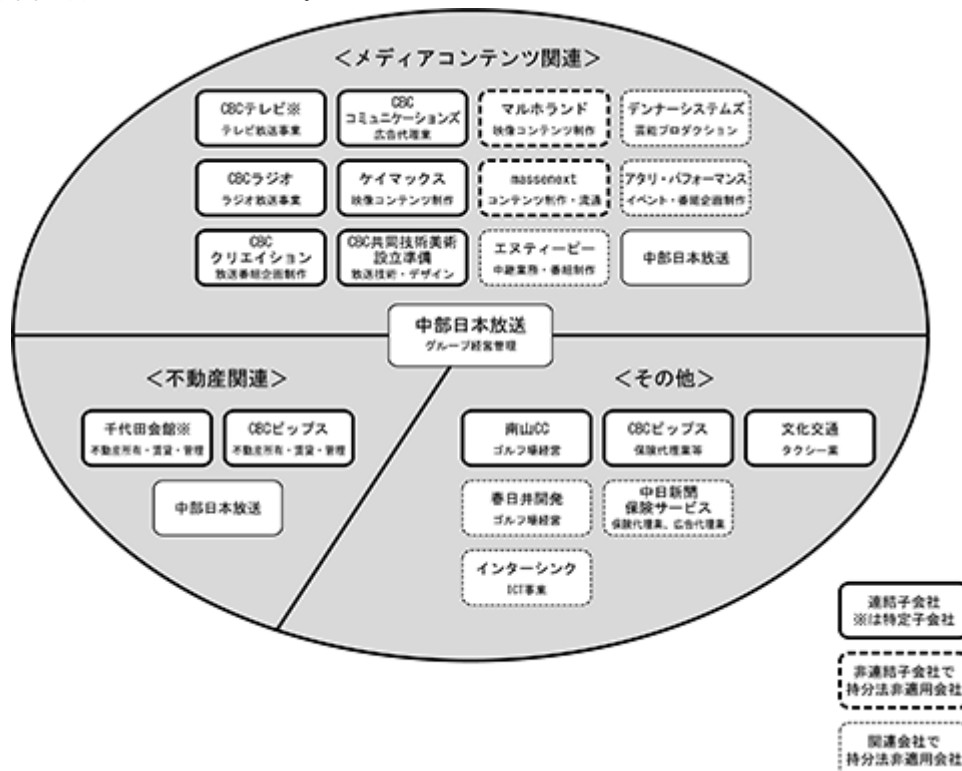 ＜メディアコンテンツ関連＞
CBCテレビ※
テレビ放送事業
CBC
コミュニケーションズ
広告代理業
マルホランド
映像コンテンツ制作
デンナーシステムズ
芸能プロダクション
CBCラジオ
ラジオ放送事業
ケイマックス
映像コンテンツ制作
massenext
コンテンツ制作・流通
アタリ・パフォーマンス
イベント・番組企画制作
CBC
クリエイション
放送番組企画制作
CBC共同技術美術
設立準備
放送技術・デザイン
エヌティーピー
中継業務・番組制作
中部日本放送
中部日本放送
グループ経営管理
＜不動産関連＞
千代田会館※
不動産所有・賃貸・管理
CBCビップス
不動産所有・賃貸・管理
中部日本放送
＜その他＞
南山CC
ゴルフ場経営
CBCビップス
保険代理業等
文化交通
タクシー業
春日井開発
ゴルフ場経営
中日新聞
保険サービス
保険代理業、広告代理業
インターシンク
ICT事業
連結子会社
※は特定子会社
非連結子会社で
持分法非適用会社
関連会社で
持分法非適用会社